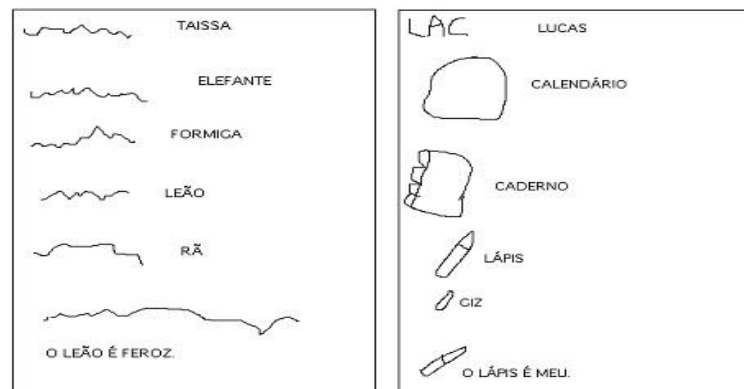 TAISSA
ELEFANTE
FORMIGA
LEÃO
RÃ
O LEÃO É FEROZ.
LAC LUCAS
CALENDÁRIO
CADERNO
LÁPIS
GIZ
O LÁPIS É MEU.